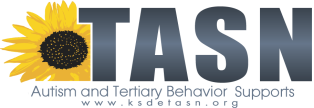 TASN
Autism and Tertiary Behavior Supports
www.ksdetasn.org